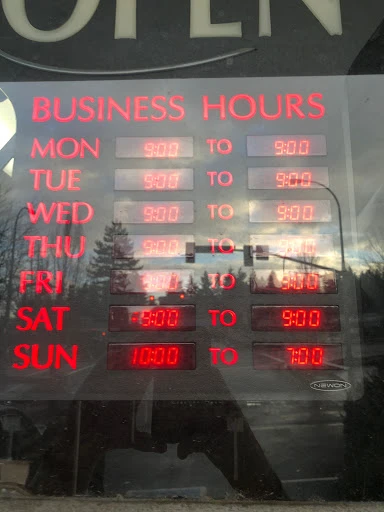 OPEN
BUSINESS HOURS
MON 9:00 TO 9:00
TUE 9:00 TO 9:00
WED 9:00 TO 9:00
THU 9:00 TO 9:00
FRI 9:00 TO 9:00
SAT 9:00 TO 9:00
SUN 10:00 TO 7:00
NEWON